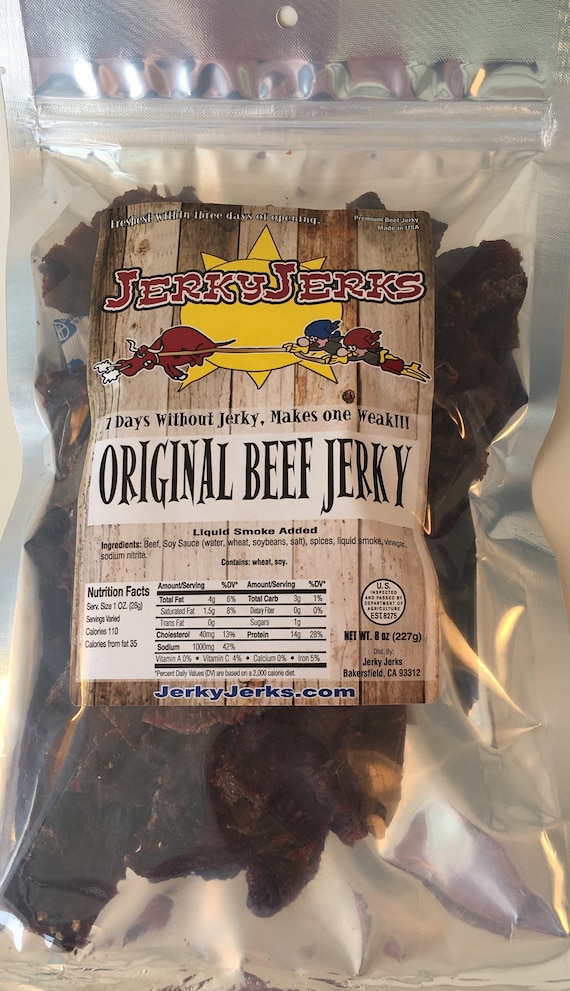 Freshest within three days of opening.
Premium Beef Jerky
Made in USA
JERKYJERKS
7 Days Without Jerky, Makes one Weak!!!
ORIGINAL BEEF JERKY
Liquid Smoke Added
Ingredients: Beef, Soy Sauce (water, wheat, soybeans, salt), spices, liquid smoke, vinegar,
sodium nitrite.
Contains: wheat, soy.
Nutrition Facts
Serv. Size 1 OZ. (28g)
Servings Varied
Calories 110
Calories from fat 35
Amount/Serving %DV* Amount/Serving %DV*
Total Fat 4g 6% Total Carb 3g 1%
Saturated Fat 1.5g 8% Dietary Fiber 0g 0%
Trans Fat 0g Sugars 1g
Cholesterol 40mg 13% Protein 14g 28%
Sodium 1000mg 42%
Vitamin A 0% • Vitamin C 4% • Calcium 0% • Iron 5%
*Percent Daily Values (DV) are based on a 2,000 calorie diet.
U.S.
INSPECTED
AND PASSED BY
DEPARTMENT OF
AGRICULTURE
EST.8275
NET WT. 8 oz (227g)
Dist. By:
Jerky Jerks
Bakersfield, CA 93312
JerkyJerks.com